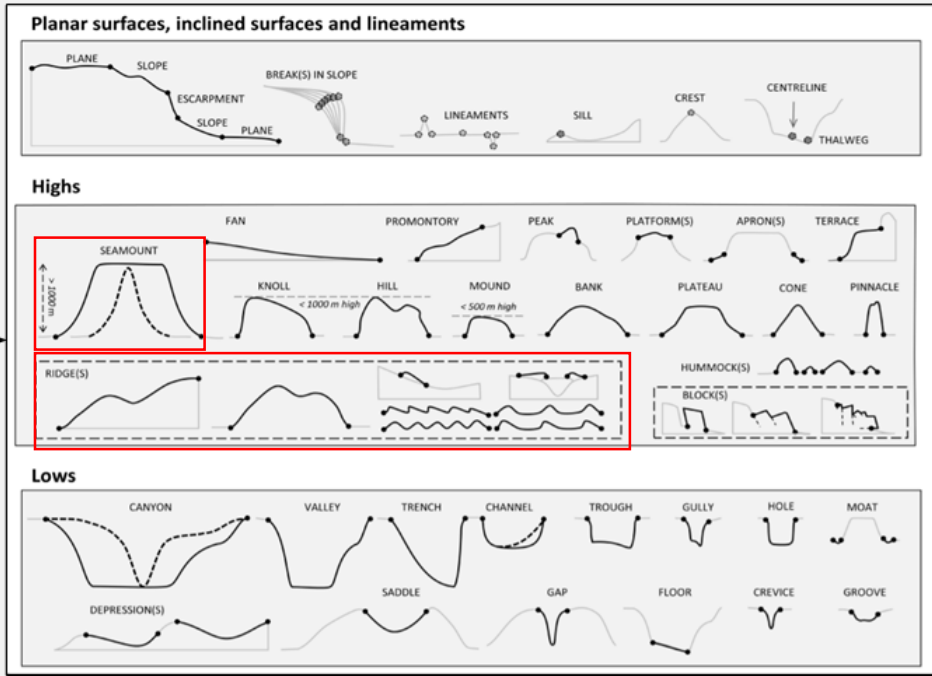 Planar surfaces, inclined surfaces and lineaments
PLANE
SLOPE
BREAK(S) IN SLOPE
ESCARPMENT
SLOPE
PLANE
LINEAMENTS
SILL
CREST
CENTRELINE
THALWEG
Highs
FAN
PROMONTORY
PEAK
PLATFORM(S)
APRON(S)
TERRACE
SEAMOUNT
> 1000 m
KNOLL
< 1000 m high
HILL
MOUND
< 500 m high
BANK
PLATEAU
CONE
PINNACLE
RIDGE(S)
HUMMOCK(S)
BLOCK(S)
Lows
CANYON
VALLEY
TRENCH
CHANNEL
TROUGH
GULLY
HOLE
MOAT
DEPRESSION(S)
SADDLE
GAP
FLOOR
CREVICE
GROOVE